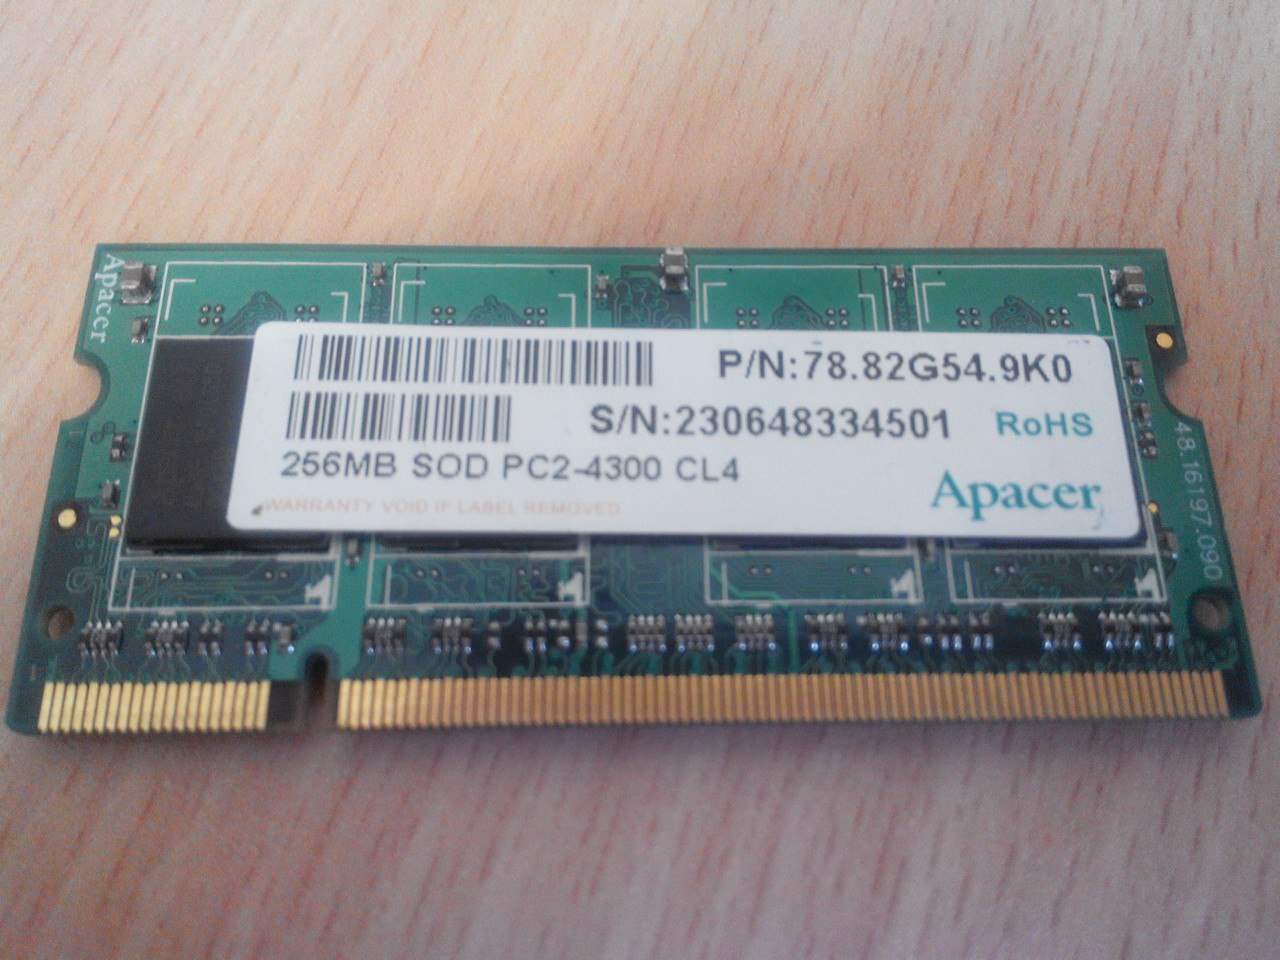 Apacer
P/N:78.82G54.9K0
S/N:230648334501
RoHS
256MB SOD PC2-4300 CL4
Apacer
WARRANTY VOID IF LABEL REMOVED
48.16197.090